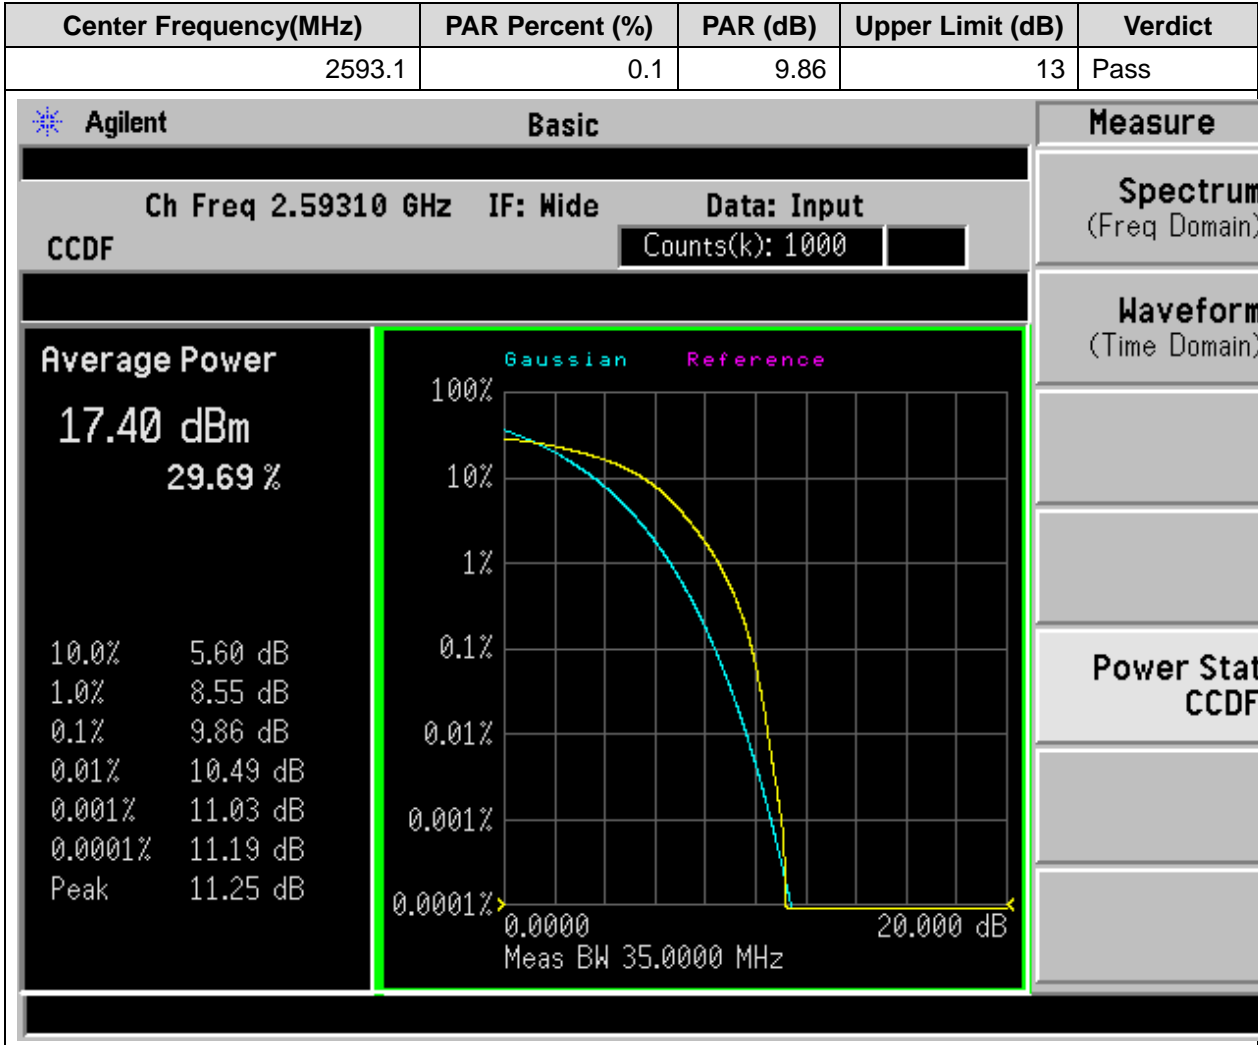 Center Frequency(MHz) PAR Percent (%) PAR (dB) Upper Limit (dB) Verdict
2593.1 0.1 9.86 13 Pass
Agilent Basic Measure
Ch Freq 2.59310 GHz IF: Wide Data: Input
CCDF Counts(k): 1000
Spectrum
(Freq Domain)
Waveform
(Time Domain)
Power Stat
CCDF
Average Power
17.40 dBm
29.69 %
10.0% 5.60 dB
1.0% 8.55 dB
0.1% 9.86 dB
0.01% 10.49 dB
0.001% 11.03 dB
0.0001% 11.19 dB
Peak 11.25 dB
Gaussian Reference
100%
10%
1%
0.1%
0.01%
0.001%
0.0001%
0.0000 20.000 dB
Meas BW 35.0000 MHz